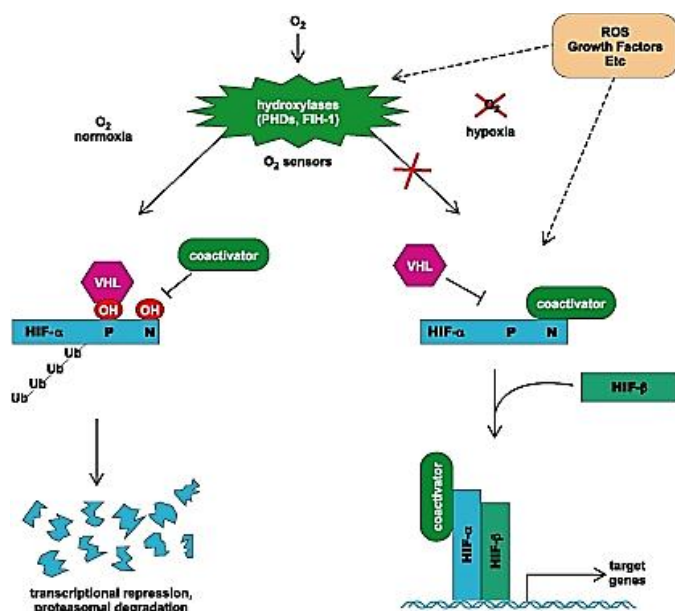 O2
ROS
Growth Factors
Etc
hydroxylases
(PHDs, FIH-1)
O2
normoxia
O2
hypoxia
O2 sensors
VHL
coactivator
OH
OH
HIF-α
P
N
Ub
Ub
Ub
Ub
VHL
coactivator
HIF-α
P
N
HIF-β
coactivator
HIF-α
HIF-β
target
genes
transcriptional repression,
proteasomal degradation